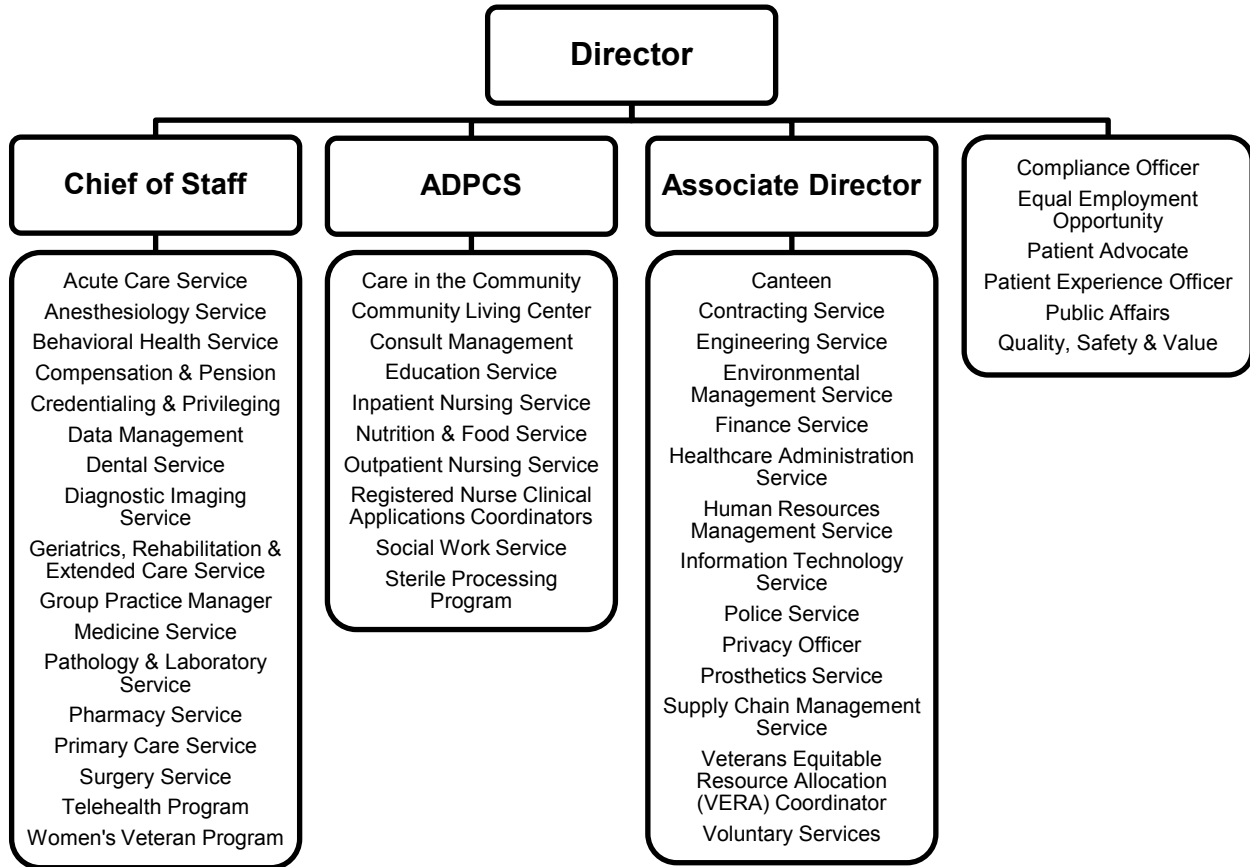 Director
Chief of Staff
Acute Care Service
Anesthesiology Service
Behavioral Health Service
Compensation & Pension
Credentialing & Privileging
Data Management
Dental Service
Diagnostic Imaging
Service
Geriatrics, Rehabilitation &
Extended Care Service
Group Practice Manager
Medicine Service
Pathology & Laboratory
Service
Pharmacy Service
Primary Care Service
Surgery Service
Telehealth Program
Women's Veteran Program
ADPCS
Care in the Community
Community Living Center
Consult Management
Education Service
Inpatient Nursing Service
Nutrition & Food Service
Outpatient Nursing Service
Registered Nurse Clinical
Applications Coordinators
Social Work Service
Sterile Processing
Program
Associate Director
Canteen
Contracting Service
Engineering Service
Environmental
Management Service
Finance Service
Healthcare Administration
Service
Human Resources
Management Service
Information Technology
Service
Police Service
Privacy Officer
Prosthetics Service
Supply Chain Management
Service
Veterans Equitable
Resource Allocation
(VERA) Coordinator
Voluntary Services
Compliance Officer
Equal Employment
Opportunity
Patient Advocate
Patient Experience Officer
Public Affairs
Quality, Safety & Value